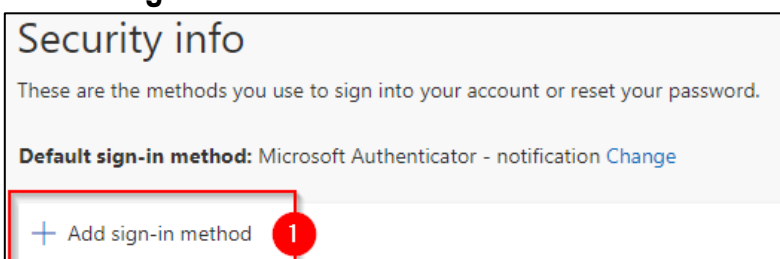 Security info
These are the methods you use to sign into your account or reset your password.
Default sign-in method: Microsoft Authenticator - notification Change
+ Add sign-in method 1